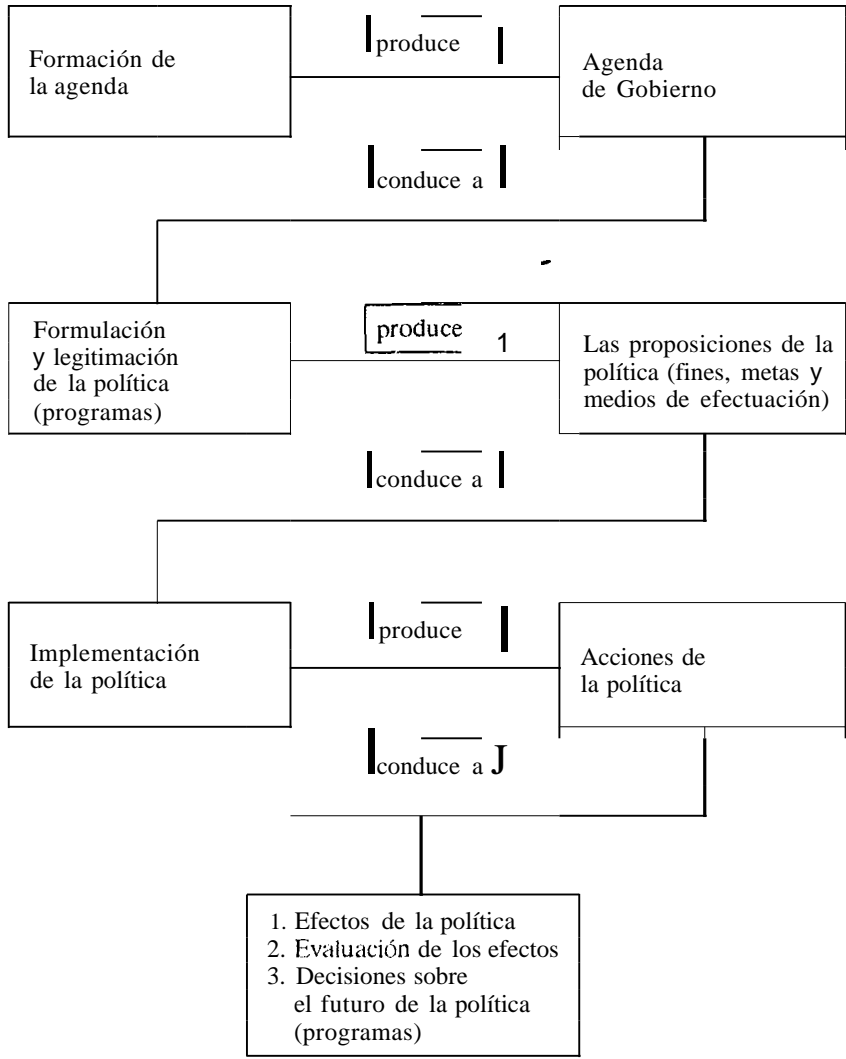 Formación de
la agenda
produce
Agenda
de Gobierno
conduce a
Formulación
y legitimación
de la política
(programas)
produce
1
Las proposiciones de la
política (fines, metas y
medios de efectuación)
conduce a
Implementación
de la política
produce
Acciones de
la política
conduce a J
1. Efectos de la política
2. Evaluación de los efectos
3. Decisiones sobre
el futuro de la política
(programas)